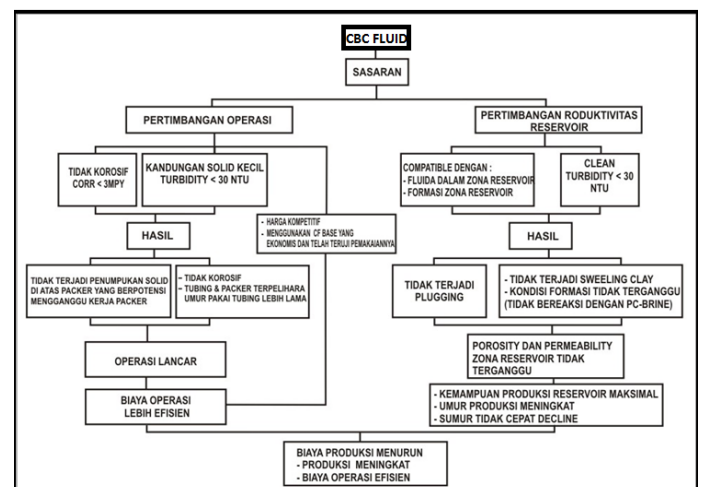 CBC FLUID
SASARAN
PERTIMBANGAN OPERASI
PERTIMBANGAN RODUKTIVITAS
RESERVOIR
TIDAK KOROSIF
CORR < 3MPY
KANDUNGAN SOLID KECIL
TURBIDITY < 30 NTU
COMPATIBLE DENGAN :
- FLUIDA DALAM ZONA RESERVOIR
- FORMASI ZONA RESERVOIR
CLEAN
TURBIDITY < 30
NTU
- HARGA KOMPETITIF
- MENGGUNAKAN CF BASE YANG
EKONOMIS DAN TELAH TERUJI PEMAKAIANNYA
HASIL
HASIL
TIDAK TERJADI PENUMPUKAN SOLID
DI ATAS PACKER YANG BERPOTENSI
MENGGANGGU KERJA PACKER
- TIDAK KOROSIF
- TUBING & PACKER TERPELIHARA
UMUR PAKAI TUBING LEBIH LAMA
TIDAK TERJADI
PLUGGING
- TIDAK TERJADI SWEELING CLAY
- KONDISI FORMASI TIDAK TERGANGGU
(TIDAK BEREAKSI DENGAN PC-BRINE)
OPERASI LANCAR
POROSITY DAN PERMEABILITY
ZONA RESERVOIR TIDAK
TERGANGGU
BIAYA OPERASI
LEBIH EFISIEN
- KEMAMPUAN PRODUKSI RESERVOIR MAKSIMAL
- UMUR PRODUKSI MENINGKAT
- SUMUR TIDAK CEPAT DECLINE
BIAYA PRODUKSI MENURUN
- PRODUKSI MENINGKAT
- BIAYA OPERASI EFISIEN